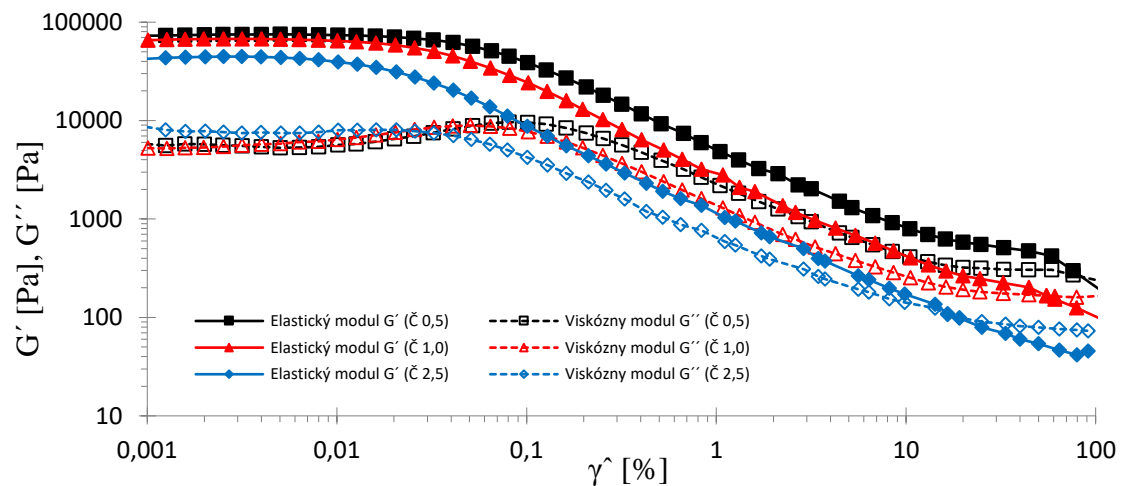 100000
10000
1000
100
10
G´ [Pa], G´´ [Pa]
Elastický modul G´ (Č 0,5)
Viskózny modul G´´ (Č 0,5)
Elastický modul G´ (Č 1,0)
Viskózny modul G´´ (Č 1,0)
Elastický modul G´ (Č 2,5)
Viskózny modul G´´ (Č 2,5)
0,001 0,01 0,1 1 10 100
γˆ [%]